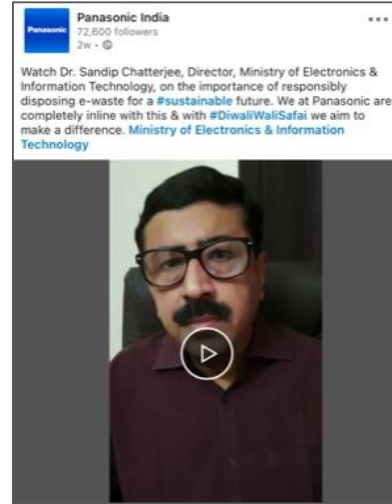 Panasonic
Panasonic India
72,600 followers
2w •
Watch Dr. Sandip Chatterjee, Director, Ministry of Electronics &
Information Technology, on the importance of responsibly
disposing e-waste for a #sustainable future. We at Panasonic are
completely inline with this & with #DiwaliWaliSafai we aim to
make a difference. Ministry of Electronics & Information
Technology